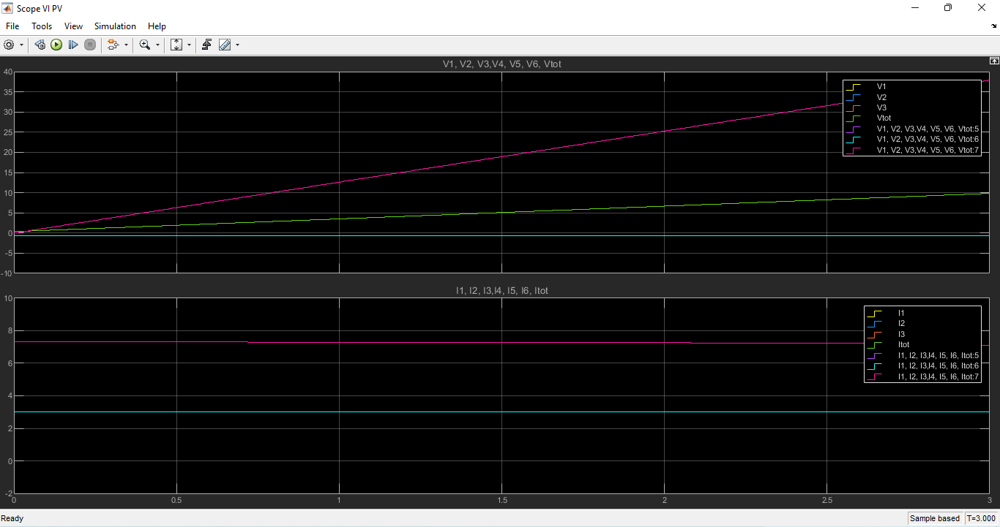 Scope VI PV
File Tools View Simulation Help
V1, V2, V3,V4, V5, V6, Vtot
40
35
30
25
20
15
10
5
0
-5
-10
V1
V2
V3
Vtot
V1, V2, V3,V4, V5, V6, Vtot:5
V1, V2, V3,V4, V5, V6, Vtot:6
V1, V2, V3,V4, V5, V6, Vtot:7
I1, I2, I3,I4, I5, I6, Itot
10
8
6
4
2
0
-2
I1
I2
I3
Itot
I1, I2, I3,I4, I5, I6, Itot:5
I1, I2, I3,I4, I5, I6, Itot:6
I1, I2, I3,I4, I5, I6, Itot:7
0 0.5 1 1.5 2 2.5 3
Ready Sample based T=3.000